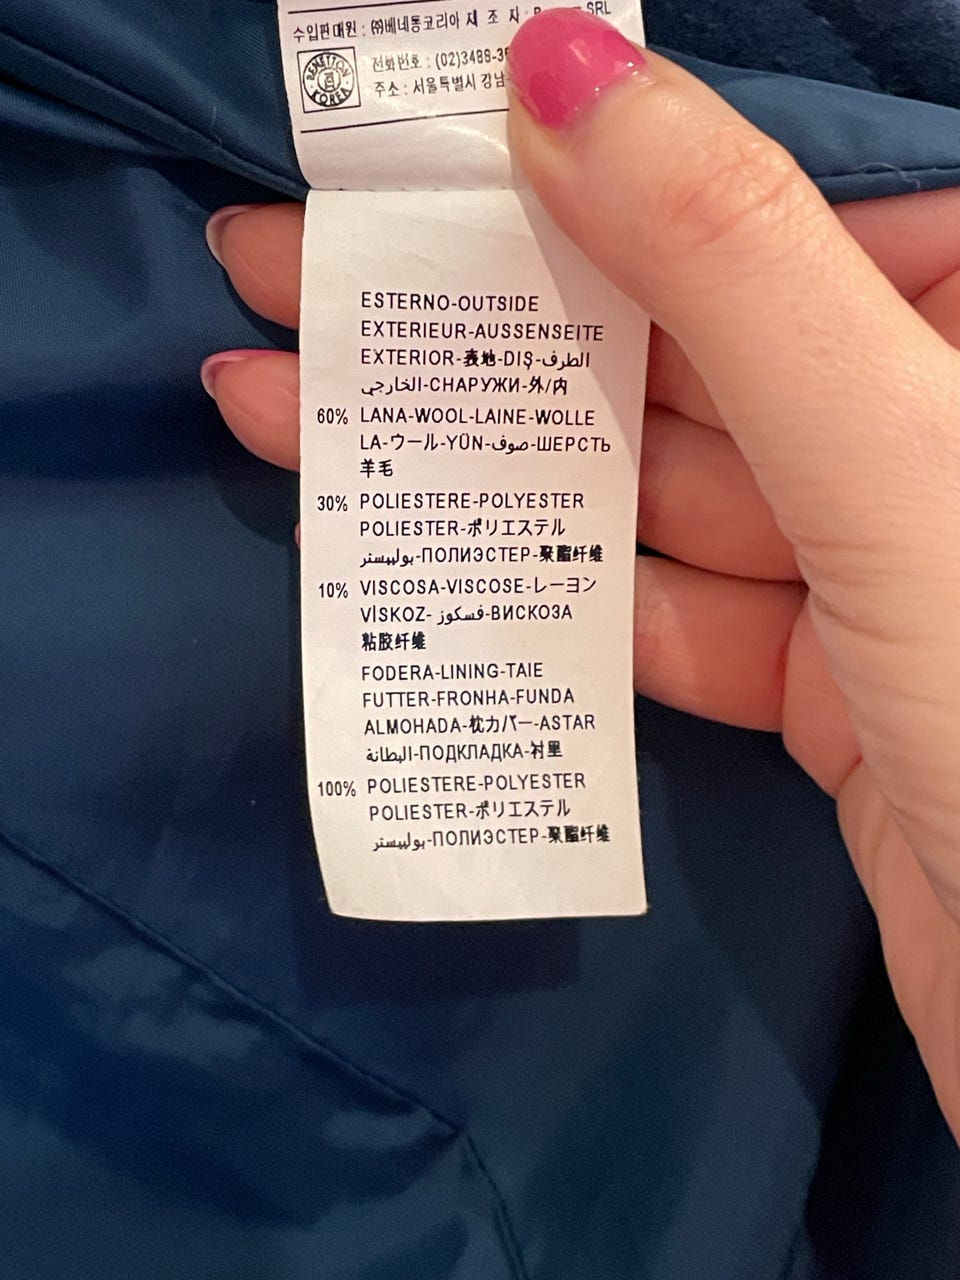 수입판매원 : ㈜베네통코리아 제 조 자 : SRL
BENETTON KOREA
전화번호 : (02)3488-3
주소 : 서울특별시 강남
ESTERNO-OUTSIDE
EXTERIEUR-AUSSENSEITE
EXTERIOR-表地-DIŞ-الطرف
الخارجي-СНАРУЖИ-外/内
60% LANA-WOOL-LAINE-WOLLE
LA-ウール-YÜN-صوف-ШЕРСТЬ
羊毛
30% POLIESTERE-POLYESTER
POLIESTER-ポリエステル
بوليستر-ПОЛИЭСТЕР-聚酯纤维
10% VISCOSA-VISCOSE-レーヨン
VİSKOZ- فسكوز-ВИСКОЗА
粘胶纤维
FODERA-LINING-TAIE
FUTTER-FRONHA-FUNDA
ALMOHADA-枕カバー-ASTAR
البطانة-ПОДКЛАДКА-衬里
100% POLIESTERE-POLYESTER
POLIESTER-ポリエステル
بوليستر-ПОЛИЭСТЕР-聚酯纤维